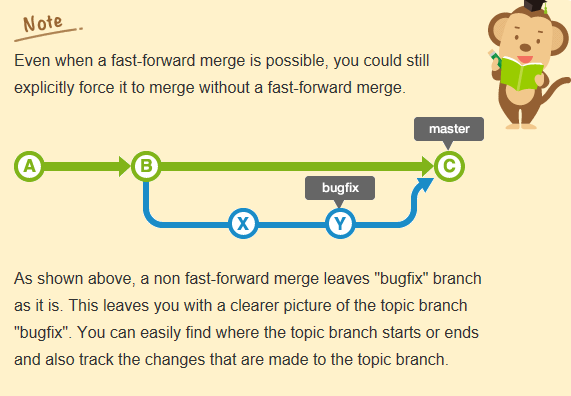 Note
Even when a fast-forward merge is possible, you could still
explicitly force it to merge without a fast-forward merge.
master
A
B
C
bugfix
X
Y
As shown above, a non fast-forward merge leaves "bugfix" branch
as it is. This leaves you with a clearer picture of the topic branch
"bugfix". You can easily find where the topic branch starts or ends
and also track the changes that are made to the topic branch.